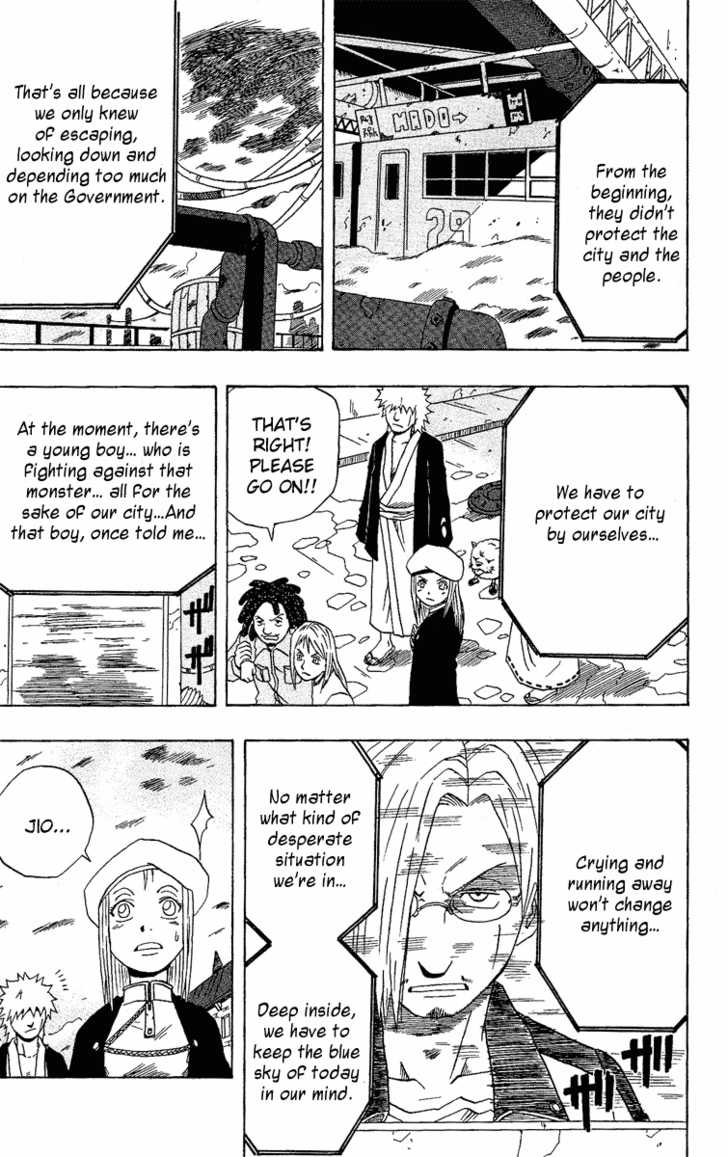 From the
beginning,
they didn't
protect the
city and the
people.
MADO→
29
That's all because
we only knew
of escaping,
looking down and
depending too much
on the Government.
We have to
protect our city
by ourselves...
THAT'S
RIGHT!
PLEASE
GO ON!!
At the moment, there's
a young boy... who is
fighting against that
monster... all for the
sake of our city...And
that boy, once told me...
Crying and
running away
won't change
anything...
No matter
what kind of
desperate
situation
we're in...
Deep inside,
we have to
keep the blue
sky of today
in our mind.
JIO...